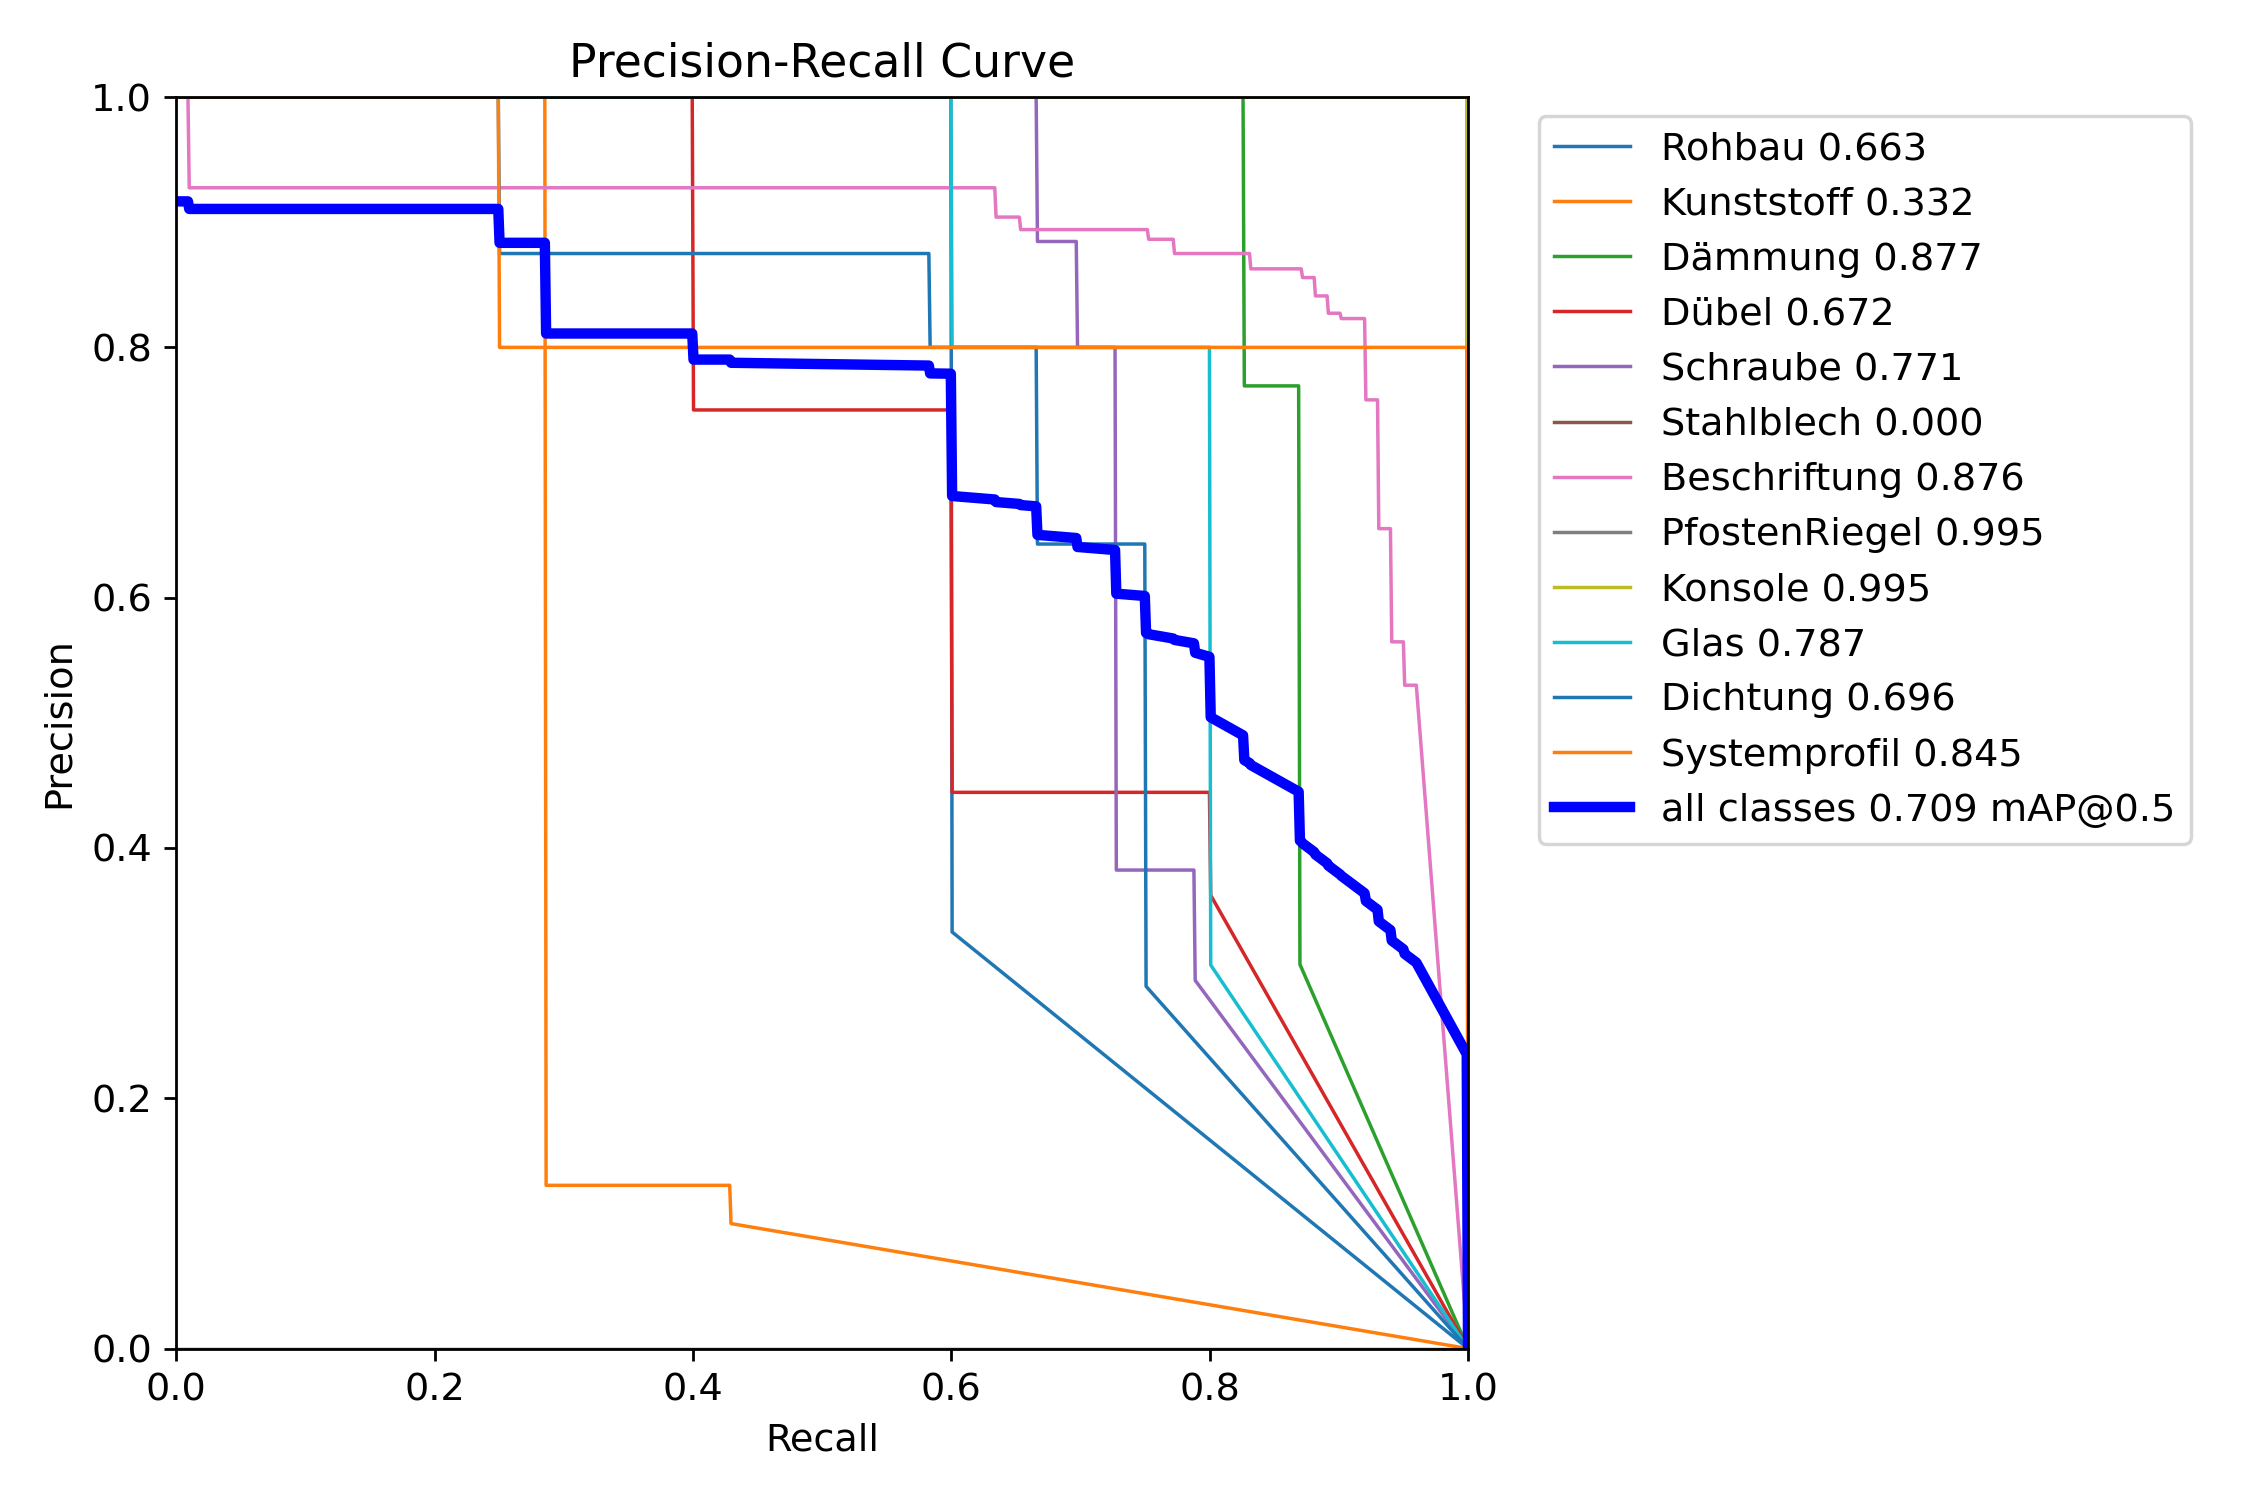 Precision-Recall Curve
1.0
0.8
0.6
0.4
0.2
0.0
Precision
0.0 0.2 0.4 0.6 0.8 1.0
Recall
Rohbau 0.663
Kunststoff 0.332
Dämmung 0.877
Dübel 0.672
Schraube 0.771
Stahlblech 0.000
Beschriftung 0.876
PfostenRiegel 0.995
Konsole 0.995
Glas 0.787
Dichtung 0.696
Systemprofil 0.845
all classes 0.709 mAP@0.5